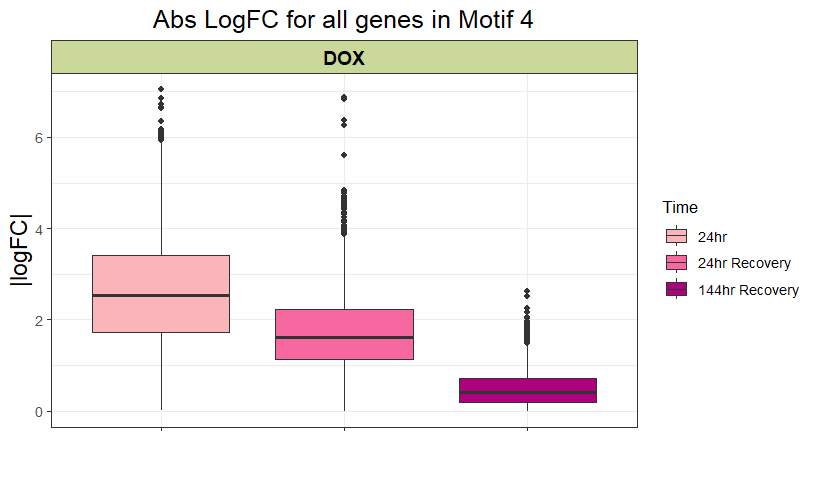 Abs LogFC for all genes in Motif 4
DOX
|logFC|
6
4
2
0
Time
24hr
24hr Recovery
144hr Recovery